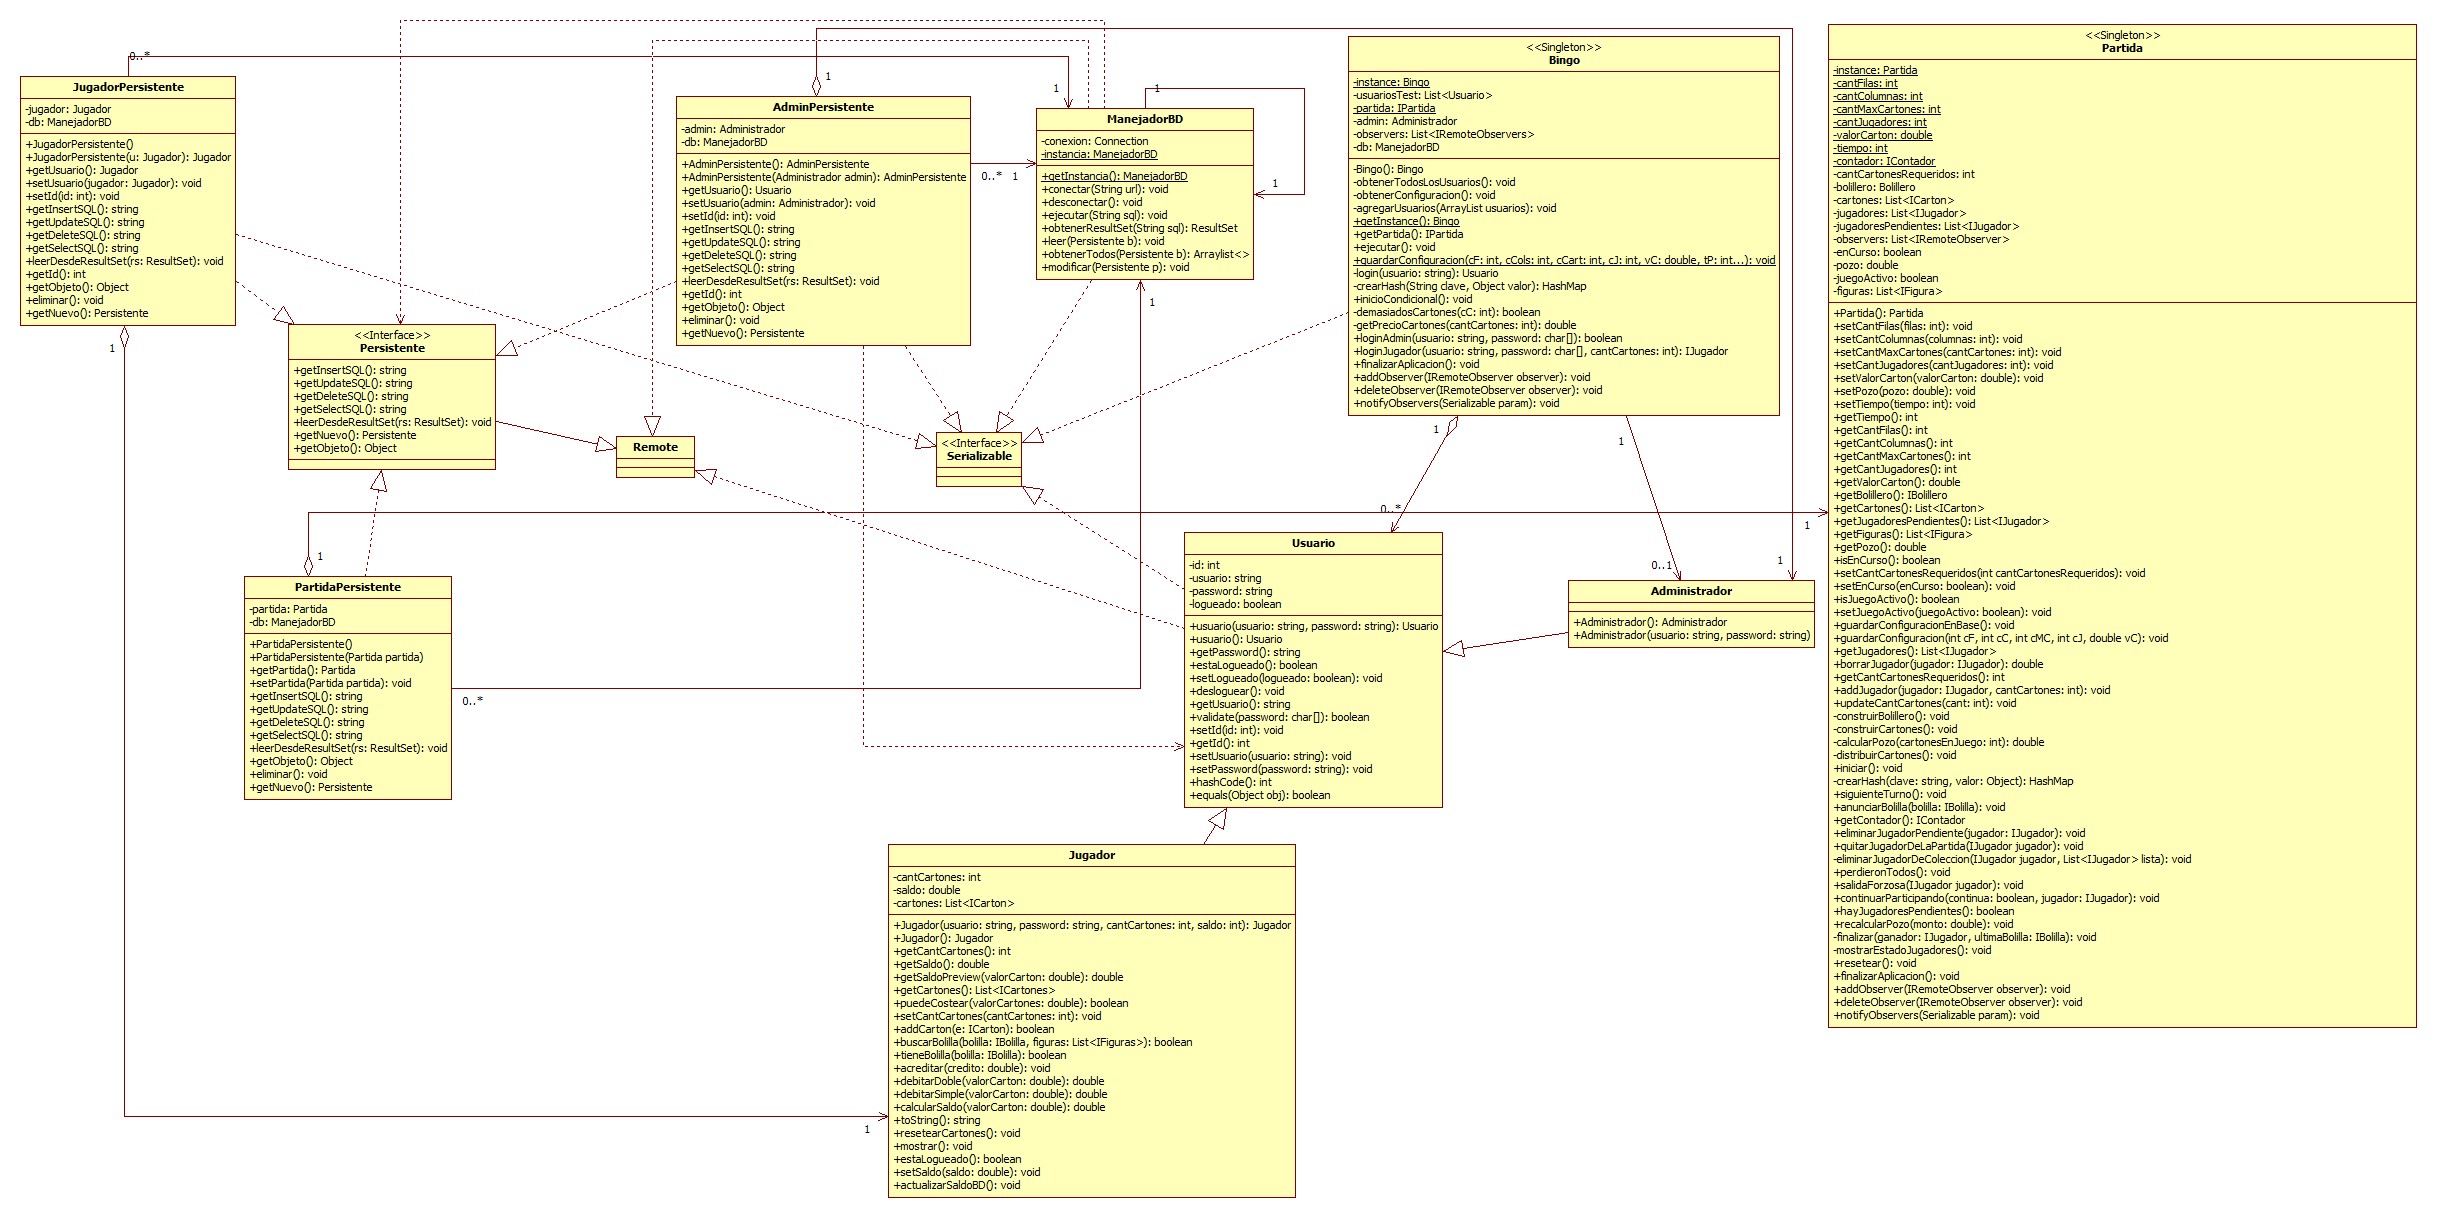 JugadorPersistente
-jugador: Jugador
-db: ManejadorBD
+JugadorPersistente()
+JugadorPersistente(u: Jugador): Jugador
+getUsuario(): Jugador
+setUsuario(jugador: Jugador): void
+setId(id: int): void
+getInsertSQL(): string
+getUpdateSQL(): string
+getDeleteSQL(): string
+getSelectSQL(): string
+leerDesdeResultSet(rs: ResultSet): void
+getId(): int
+getObjeto(): Object
+eliminar(): void
+getNuevo(): Persistente
0..*
1
1
<<Interface>>
Persistente
+getInsertSQL(): string
+getUpdateSQL(): string
+getDeleteSQL(): string
+getSelectSQL(): string
+leerDesdeResultSet(rs: ResultSet): void
+getNuevo(): Persistente
+getObjeto(): Object
Remote
AdminPersistente
-admin: Administrador
-db: ManejadorBD
+AdminPersistente(): AdminPersistente
+AdminPersistente(Administrador admin): AdminPersistente
+getUsuario(): Usuario
+setUsuario(admin: Administrador): void
+setId(id: int): void
+getInsertSQL(): string
+getUpdateSQL(): string
+getDeleteSQL(): string
+getSelectSQL(): string
+leerDesdeResultSet(rs: ResultSet): void
+getId(): int
+getObjeto(): Object
+eliminar(): void
+getNuevo(): Persistente
1
0..*
1
ManejadorBD
-conexion: Connection
-instancia: ManejadorBD
+getInstancia(): ManejadorBD
+conectar(String url): void
+desconectar(): void
+ejecutar(String sql): void
+obtenerResultSet(String sql): ResultSet
+leer(Persistente b): void
+obtenerTodos(Persistente b): Arraylist<>
+modificar(Persistente p): void
1
1
1
<<Interface>>
Serializable
<<Singleton>>
Bingo
-instance: Bingo
-usuariosTest: List<Usuario>
-partida: IPartida
-admin: Administrador
-observers: List<IRemoteObservers>
-db: ManejadorBD
-Bingo(): Bingo
-obtenerTodosLosUsuarios(): void
-obtenerConfiguracion(): void
-agregarUsuarios(ArrayList usuarios): void
+getInstance(): Bingo
+getPartida(): IPartida
+ejecutar(): void
+guardarConfiguracion(cF: int, cCols: int, cCart: int, cJ: int, vC: double, tP: int...): void
-login(usuario: string): Usuario
-crearHash(String clave, Object valor): HashMap
+inicioCondicional(): void
-demasiadosCartones(cC: int): boolean
-getPrecioCartones(cantCartones: int): double
+loginAdmin(usuario: string, password: char[]): boolean
+loginJugador(usuario: string, password: char[], cantCartones: int): IJugador
+finalizarAplicacion(): void
+addObserver(IRemoteObserver observer): void
+deleteObserver(IRemoteObserver observer): void
+notifyObservers(Serializable param): void
1
0..*
1
0..1
1
<<Singleton>>
Partida
-instance: Partida
-cantFilas: int
-cantColumnas: int
-cantMaxCartones: int
-cantJugadores: int
-valorCarton: double
-tiempo: int
-contador: IContador
-cantCartonesRequeridos: int
-bolillero: Bolillero
-cartones: List<ICarton>
-jugadores: List<IJugador>
-jugadoresPendientes: List<IJugador>
-observers: List<IRemoteObserver>
-enCurso: boolean
-pozo: double
-juegoActivo: boolean
-figuras: List<IFigura>
+Partida(): Partida
+setCantFilas(filas: int): void
+setCantColumnas(columnas: int): void
+setCantMaxCartones(cantCartones: int): void
+setCantJugadores(cantJugadores: int): void
+setValorCarton(valorCarton: double): void
+setPozo(pozo: double): void
+setTiempo(tiempo: int): void
+getTiempo(): int
+getCantFilas(): int
+getCantColumnas(): int
+getCantMaxCartones(): int
+getCantJugadores(): int
+getValorCarton(): double
+getBolillero(): IBolillero
+getCartones(): List<ICarton>
+getJugadoresPendientes(): List<IJugador>
+getFiguras(): List<IFigura>
+getPozo(): double
+isEnCurso(): boolean
+setCantCartonesRequeridos(int cantCartonesRequeridos): void
+setEnCurso(enCurso: boolean): void
+isJuegoActivo(): boolean
+setJuegoActivo(juegoActivo: boolean): void
+guardarConfiguracionEnBase(): void
+guardarConfiguracion(int cF, int cC, int cMC, int cJ, double vC): void
+getJugadores(): List<IJugador>
+borrarJugador(jugador: IJugador): double
+getCantCartonesRequeridos(): int
+addJugador(jugador: IJugador, cantCartones: int): void
+updateCantCartones(cant: int): void
-construirBolillero(): void
-construirCartones(): void
-calcularPozo(cartonesEnJuego: int): double
-distribuirCartones(): void
+iniciar(): void
-crearHash(clave: string, valor: Object): HashMap
+siguienteTurno(): void
+anunciarBolilla(bolilla: IBolilla): void
+getContador(): IContador
+eliminarJugadorPendiente(jugador: IJugador): void
+quitarJugadorDeLaPartida(IJugador jugador): void
-eliminarJugadorDeColeccion(IJugador jugador, List<IJugador> lista): void
+perdieronTodos(): void
+salidaForzosa(IJugador jugador): void
+continuarParticipando(continua: boolean, jugador: IJugador): void
+hayJugadoresPendientes(): boolean
+recalcularPozo(monto: double): void
-finalizar(ganador: IJugador, ultimaBolilla: IBolilla): void
-mostrarEstadoJugadores(): void
+resetear(): void
+finalizarAplicacion(): void
+addObserver(IRemoteObserver observer): void
+deleteObserver(IRemoteObserver observer): void
+notifyObservers(Serializable param): void
1
1
PartidaPersistente
-partida: Partida
-db: ManejadorBD
+PartidaPersistente()
+PartidaPersistente(Partida partida)
+getPartida(): Partida
+setPartida(Partida partida): void
+getInsertSQL(): string
+getUpdateSQL(): string
+getDeleteSQL(): string
+getSelectSQL(): string
+leerDesdeResultSet(rs: ResultSet): void
+getObjeto(): Object
+eliminar(): void
+getNuevo(): Persistente
0..*
Usuario
-id: int
-usuario: string
-password: string
-logueado: boolean
+usuario(usuario: string, password: string): Usuario
+usuario(): Usuario
+getPassword(): string
+estaLogueado(): boolean
+setLogueado(logueado: boolean): void
+desloguear(): void
+getUsuario(): string
+validate(password: char[]): boolean
+setId(id: int): void
+getId(): int
+setUsuario(usuario: string): void
+setPassword(password: string): void
+hashCode(): int
+equals(Object obj): boolean
Administrador
+Administrador(): Administrador
+Administrador(usuario: string, password: string)
Jugador
-cantCartones: int
-saldo: double
-cartones: List<ICarton>
+Jugador(usuario: string, password: string, cantCartones: int, saldo: int): Jugador
+Jugador(): Jugador
+getCantCartones(): int
+getSaldo(): double
+getSaldoPreview(valorCarton: double): double
+getCartones(): List<ICartones>
+puedeCostear(valorCartones: double): boolean
+setCantCartones(cantCartones: int): void
+addCarton(e: ICarton): boolean
+buscarBolilla(bolilla: IBolilla, figuras: List<IFiguras>): boolean
+tieneBolilla(bolilla: IBolilla): boolean
+acreditar(credito: double): void
+debitarDoble(valorCarton: double): double
+debitarSimple(valorCarton: double): double
+calcularSaldo(valorCarton: double): double
+toString(): string
+resetearCartones(): void
+mostrar(): void
+estaLogueado(): boolean
+setSaldo(saldo: double): void
+actualizarSaldoBD(): void
1